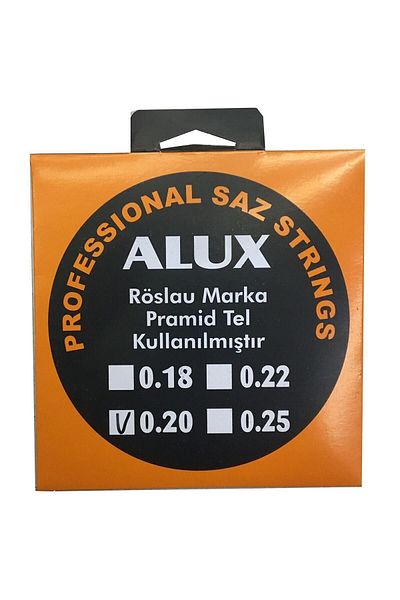 PROFESSIONAL SAZ STRINGS
ALUX
Röslau Marka
Pramid Tel
Kullanılmıştır
0.18 0.22
V 0.20 0.25